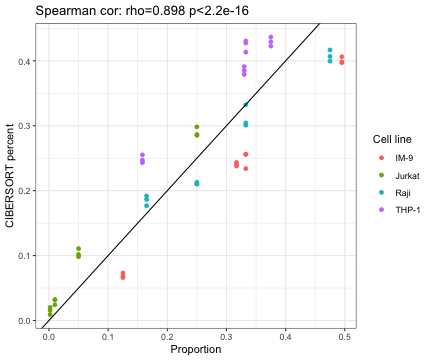 Spearman cor: rho=0.898 p<2.2e-16
CIBERSORT percent
0.4
0.3
0.2
0.1
0.0
0.0 0.1 0.2 0.3 0.4 0.5
Proportion
Cell line
IM-9
Jurkat
Raji
THP-1